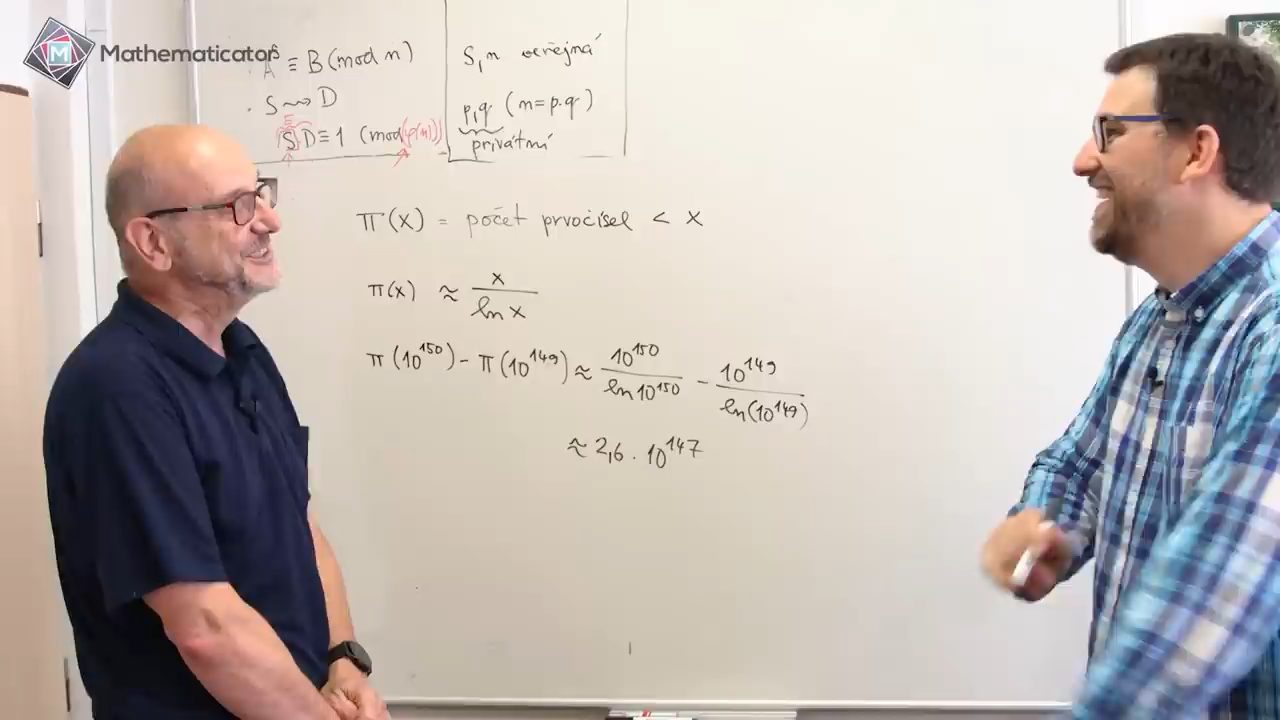 Mathematicator
A^S ≡ B (mod n)
S ⇝ D
E
S D ≡ 1 (mod φ(n))
S, n veřejná
p, q (n = p·q)
privátní
π(x) = počet prvočísel < x
π(x) ≈ x / ln x
π(10^150) - π(10^149) ≈ 10^150 / ln 10^150 - 10^149 / ln(10^149)
≈ 2,6 · 10^147